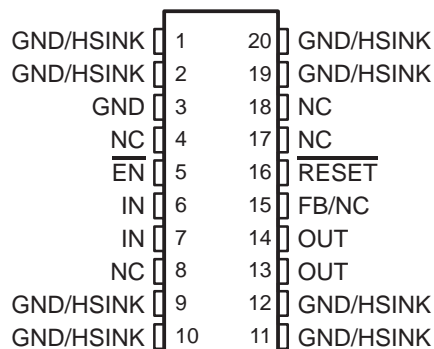 GND/HSINK 1 20 GND/HSINK
GND/HSINK 2 19 GND/HSINK
GND 3 18 NC
NC 4 17 NC
EN 5 16 RESET
IN 6 15 FB/NC
IN 7 14 OUT
NC 8 13 OUT
GND/HSINK 9 12 GND/HSINK
GND/HSINK 10 11 GND/HSINK